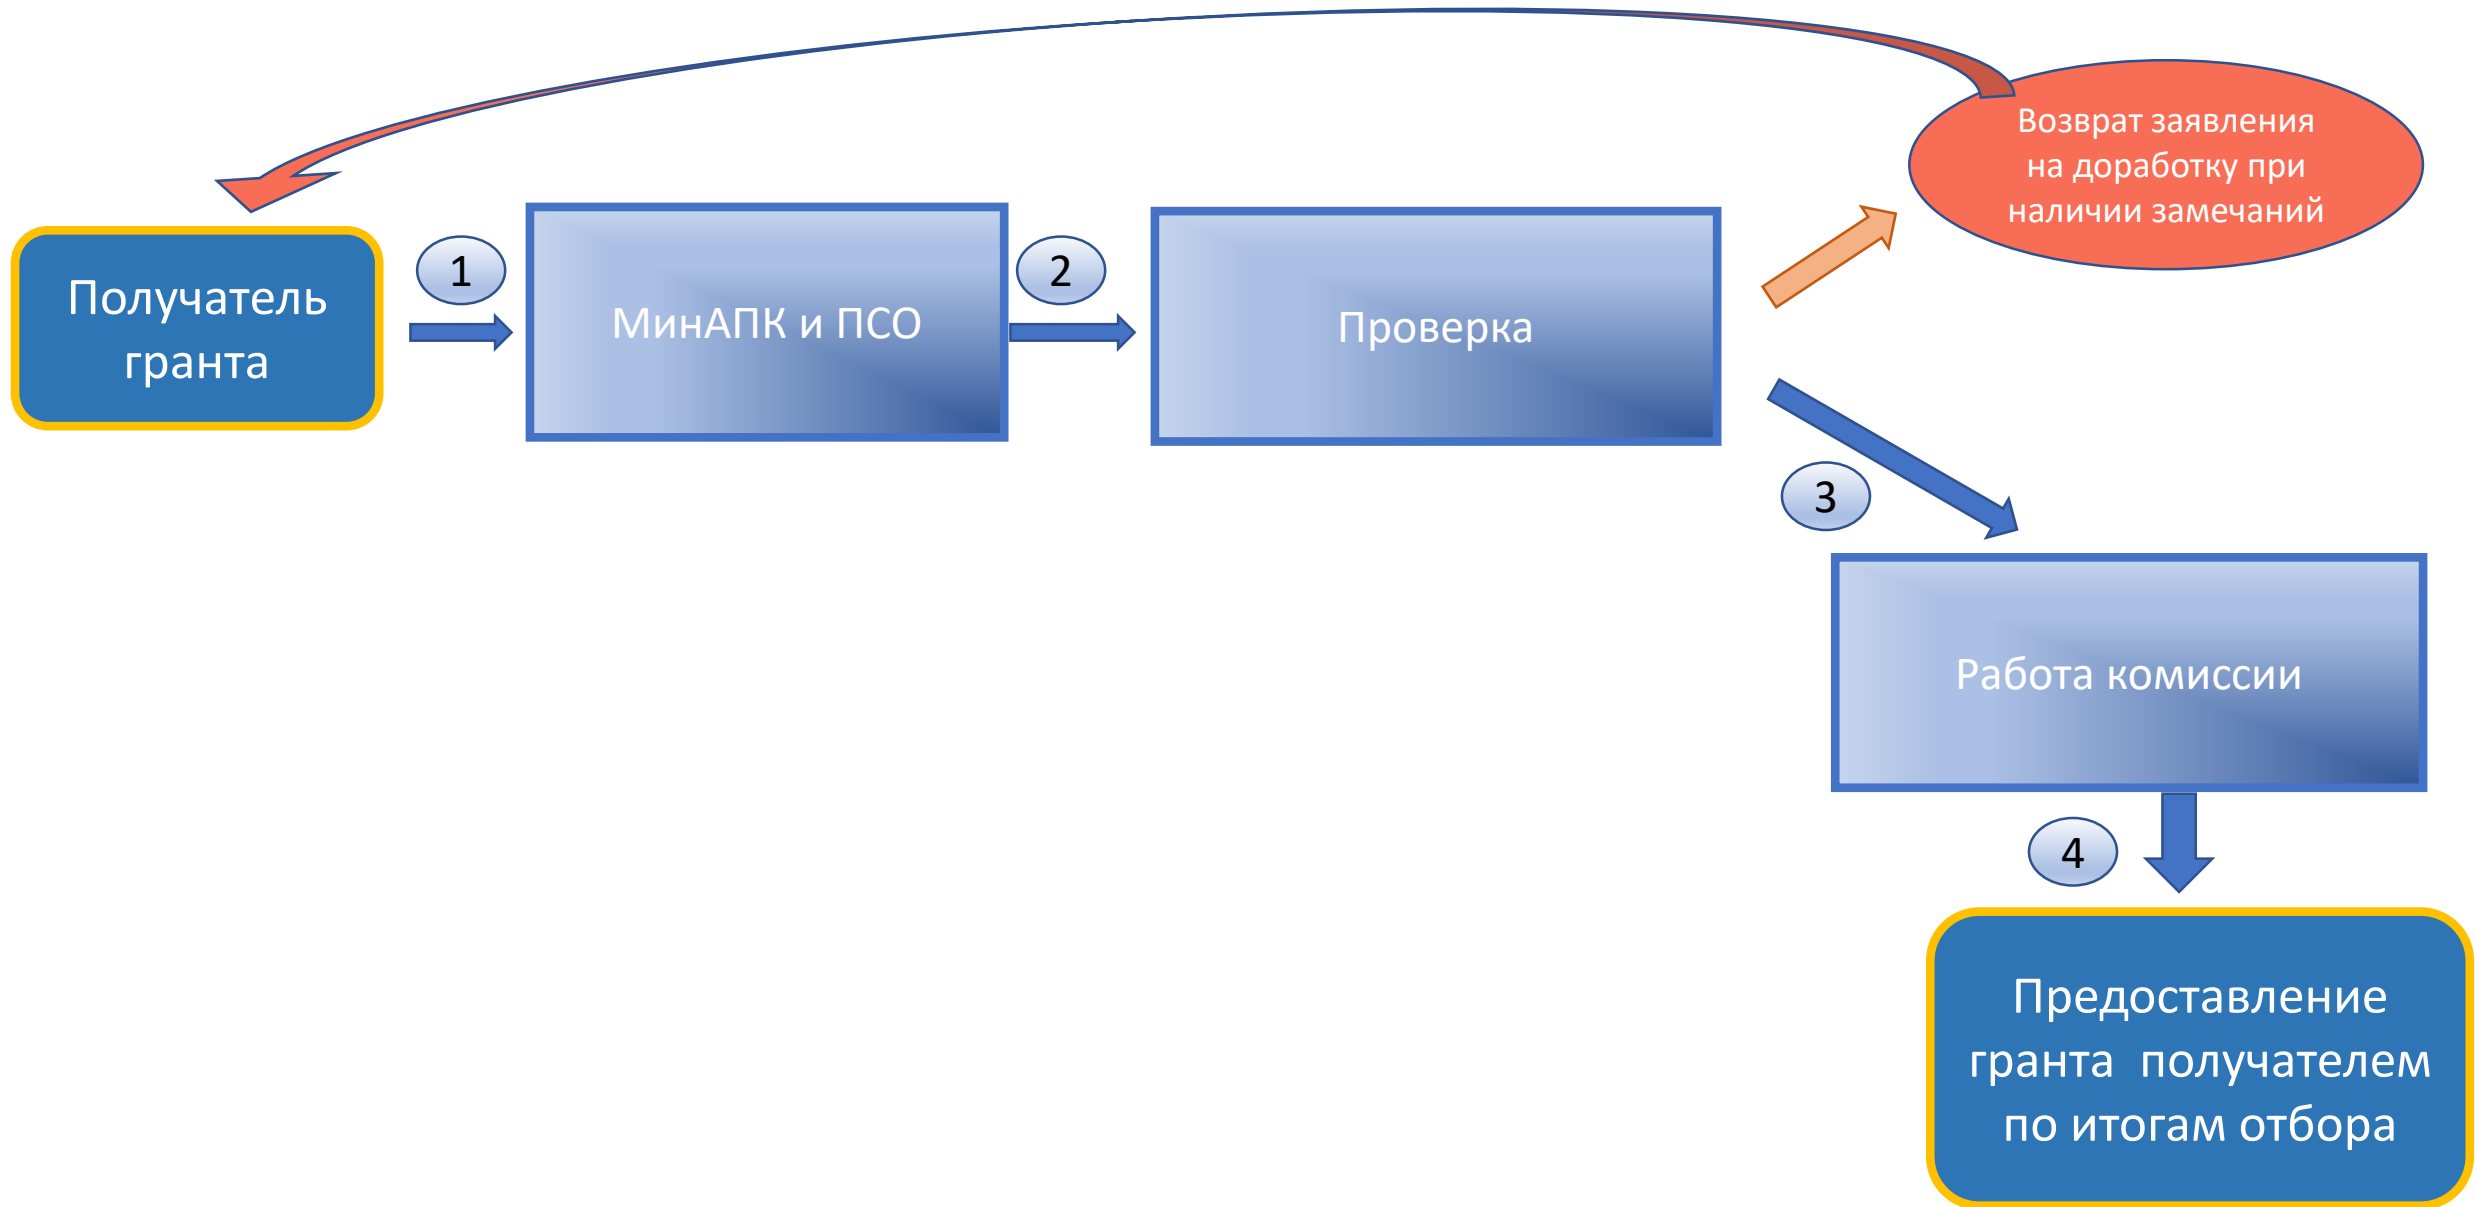 Возврат заявления
на доработку при
наличии замечаний
Получатель
гранта
1
МинАПК и ПСО
2
Проверка
3
Работа комиссии
4
Предоставление
гранта  получателем
по итогам отбора